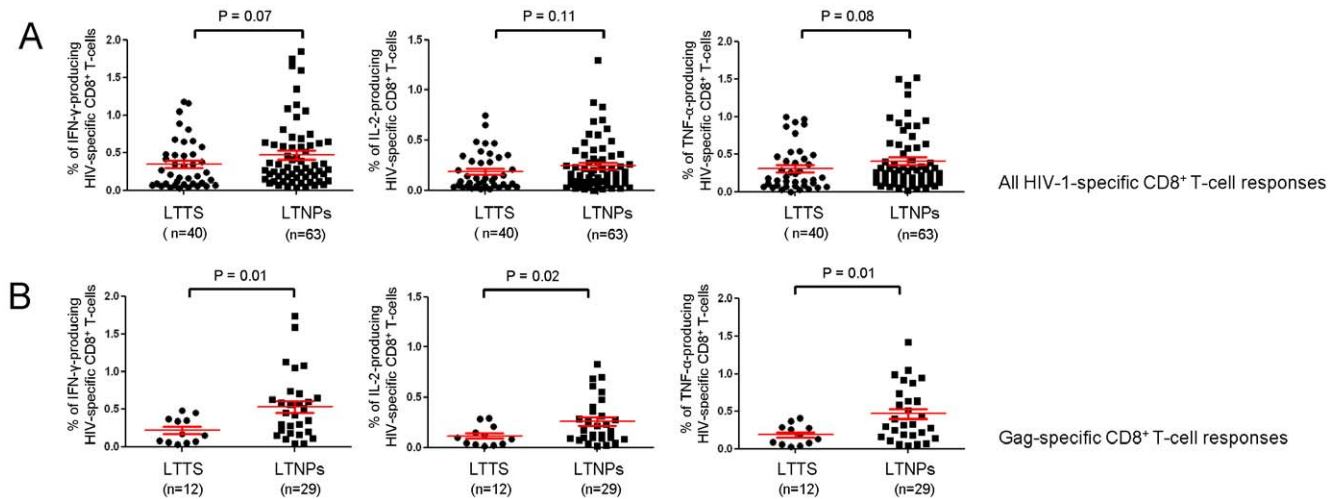 A
P = 0.07
% of IFN-γ-producing
HIV-specific CD8⁺ T-cells
2.0
1.5
1.0
0.5
0.0
LTTS
( n=40)
LTNPs
(n=63)
P = 0.11
% of IL-2-producing
HIV-specific CD8⁺ T-cells
1.5
1.0
0.5
0.0
LTTS
( n=40)
LTNPs
(n=63)
P = 0.08
% of TNF-α-producing
HIV-specific CD8⁺ T-cells
2.0
1.5
1.0
0.5
0.0
LTTS
( n=40)
LTNPs
(n=63)
All HIV-1-specific CD8⁺ T-cell responses
B
P = 0.01
% of IFN-γ-producing
HIV-specific CD8⁺ T-cells
2.0
1.5
1.0
0.5
0.0
LTTS
(n=12)
LTNPs
(n=29)
P = 0.02
% of IL-2-producing
HIV-specific CD8⁺ T-cells
1.5
1.0
0.5
0.0
LTTS
(n=12)
LTNPs
(n=29)
P = 0.01
% of TNF-α-producing
HIV-specific CD8⁺ T-cells
2.0
1.5
1.0
0.5
0.0
LTTS
(n=12)
LTNPs
(n=29)
Gag-specific CD8⁺ T-cell responses